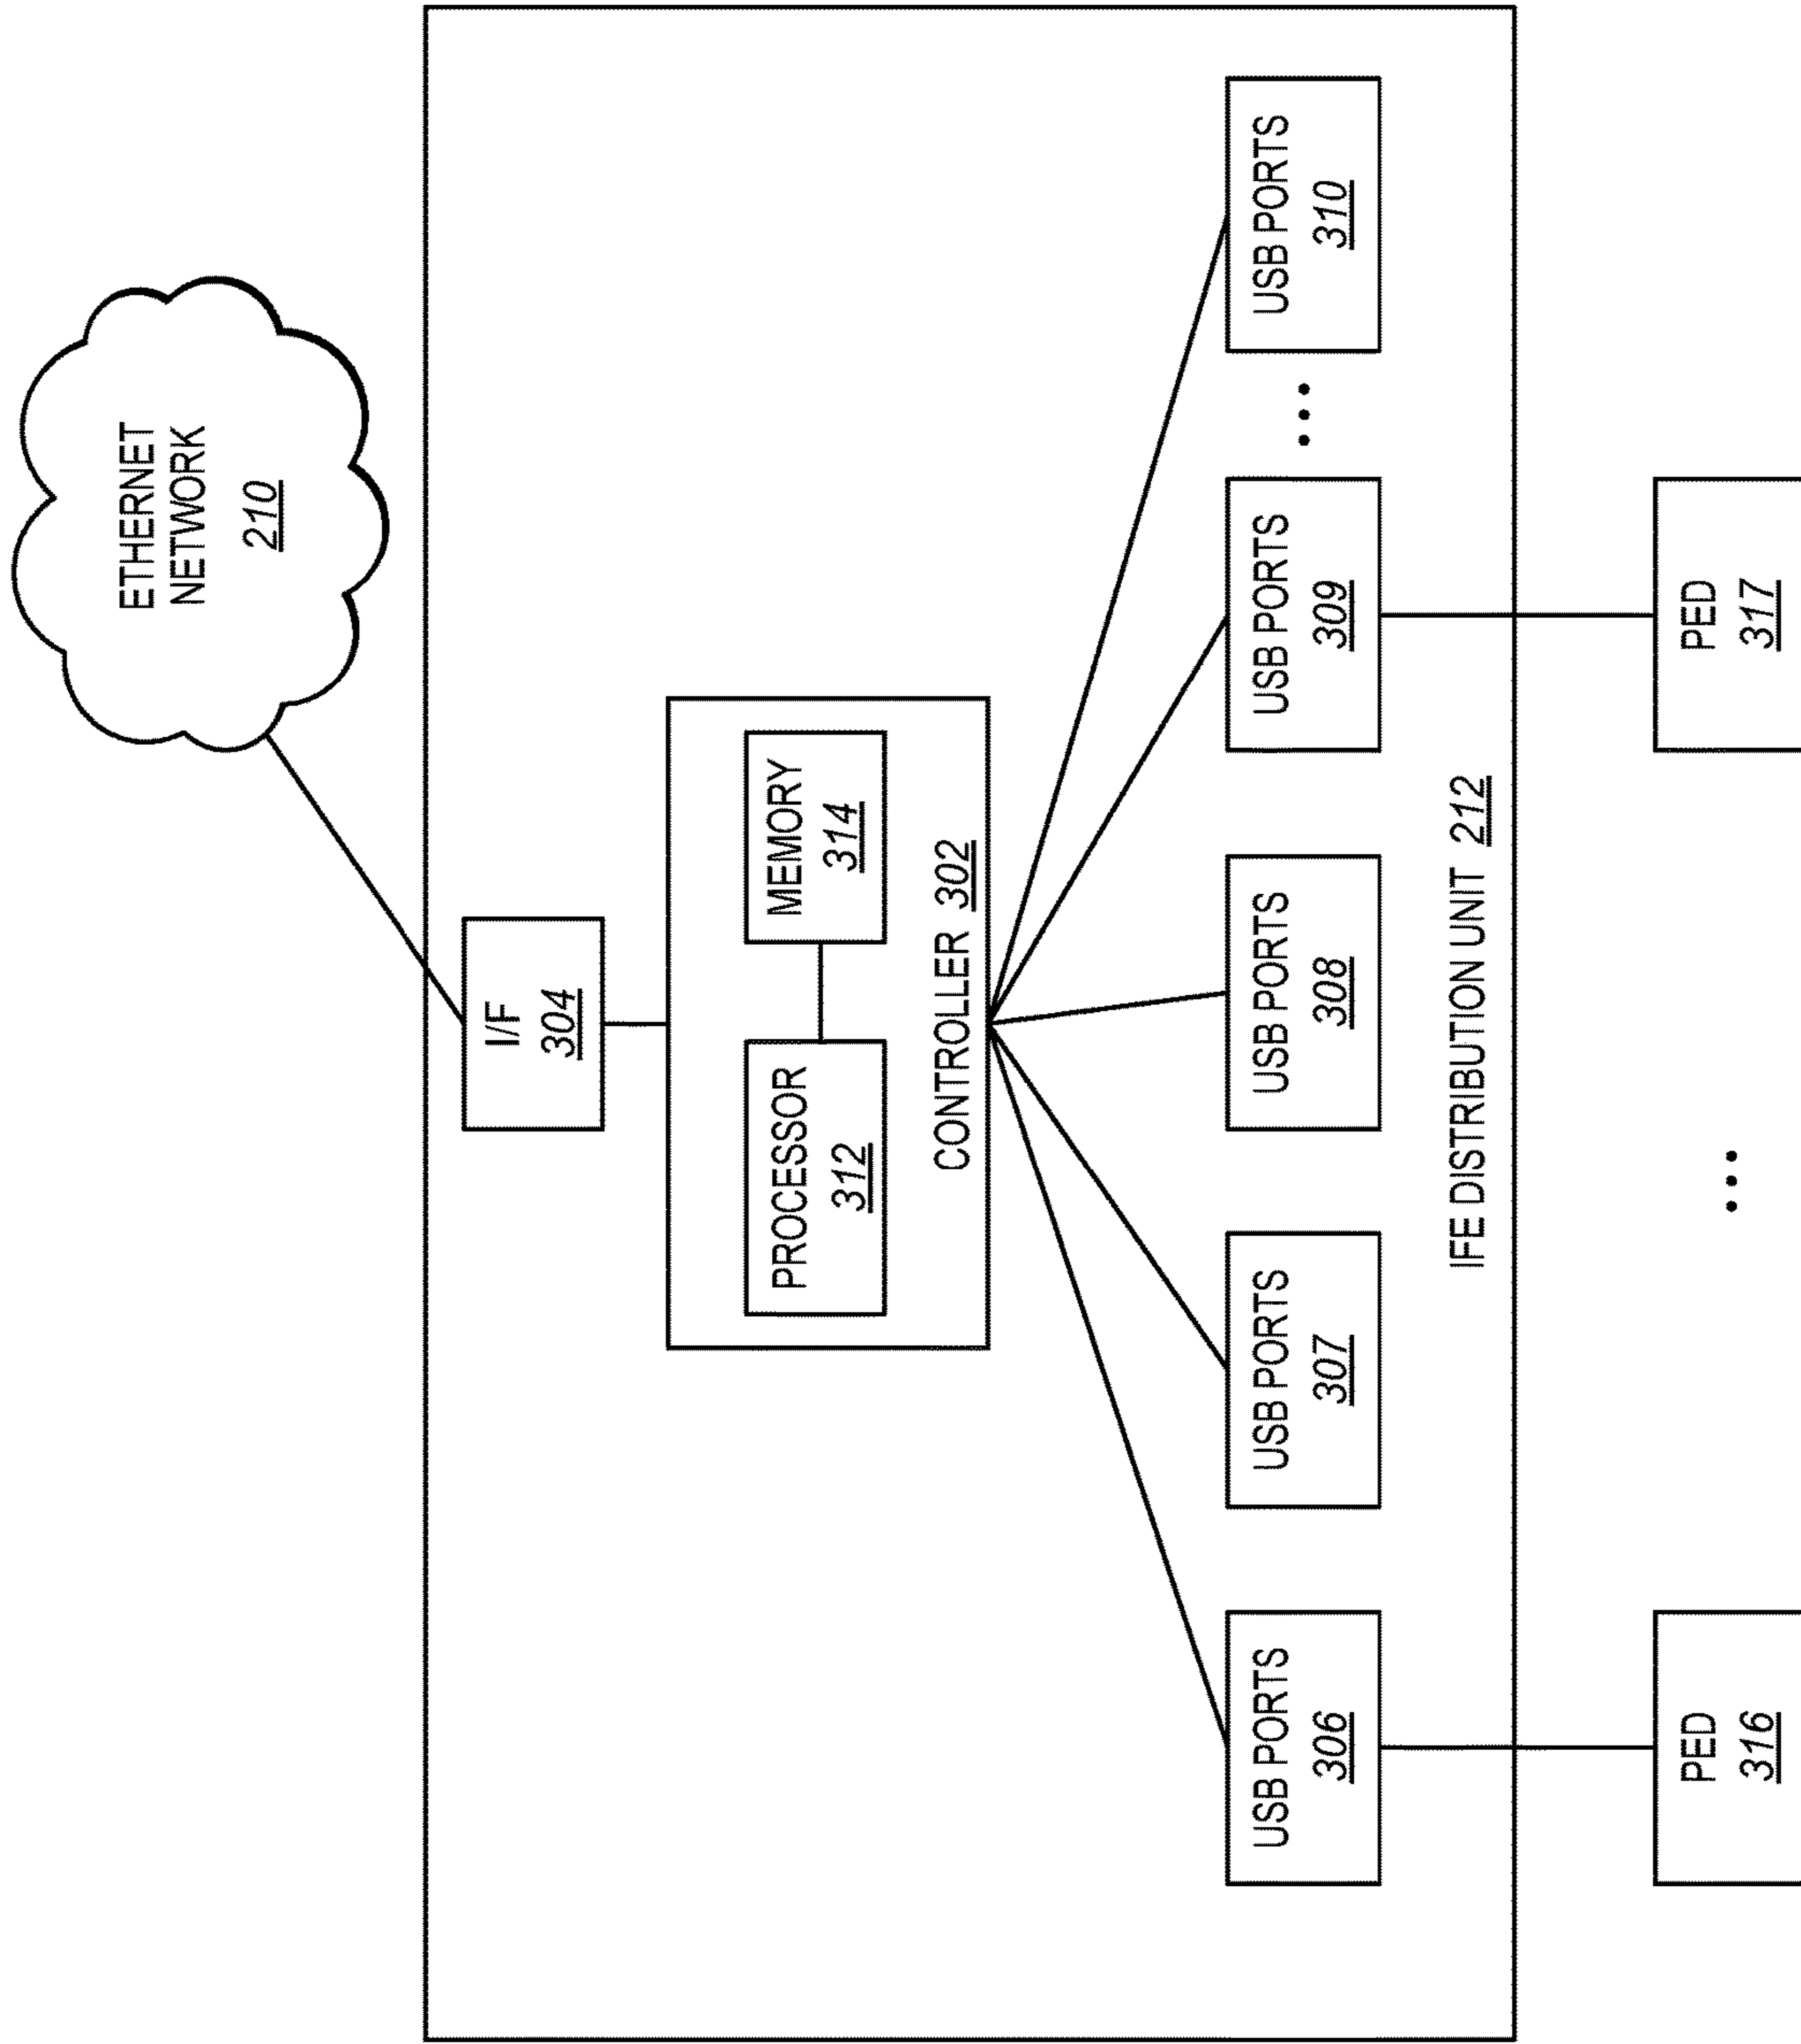 ETHERNET
NETWORK
210
I/F
304
PROCESSOR
312
MEMORY
314
CONTROLLER 302
USB PORTS
306
USB PORTS
307
USB PORTS
308
USB PORTS
309
...
USB PORTS
310
IFE DISTRIBUTION UNIT 212
PED
316
...
PED
317